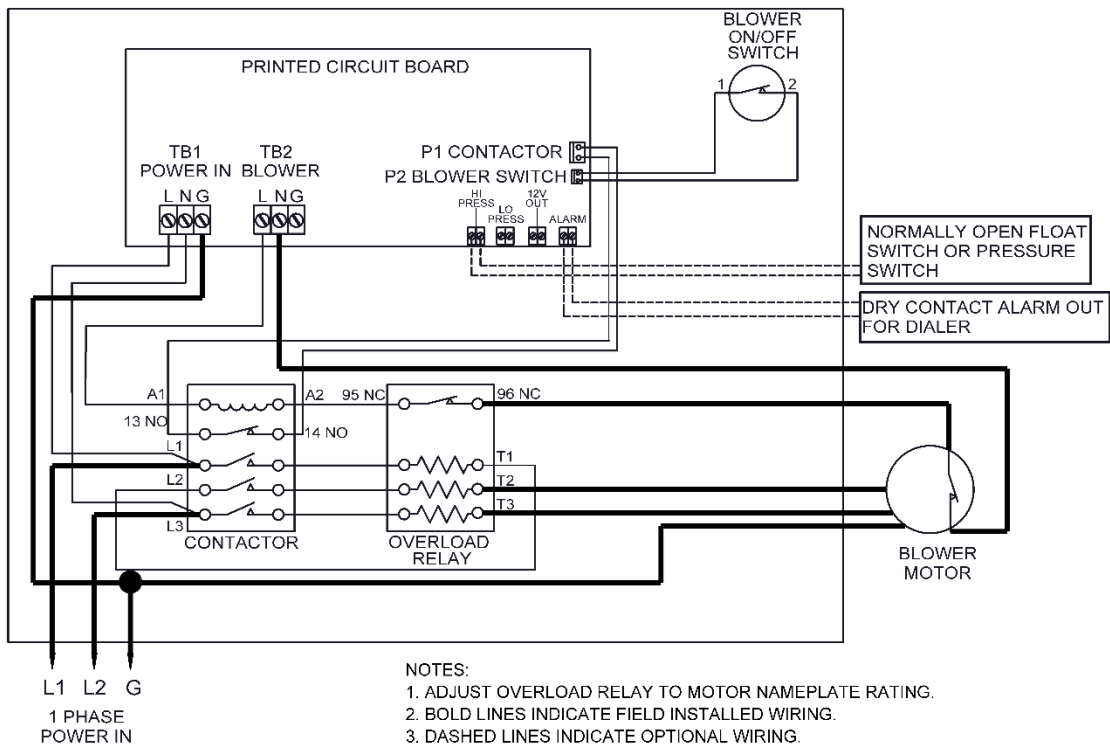 BLOWER
ON/OFF
SWITCH
1
2
PRINTED CIRCUIT BOARD
TB1
POWER IN
L N G
TB2
BLOWER
L N G
P1 CONTACTOR
P2 BLOWER SWITCH
HI
PRESS
LO
PRESS
12V
OUT
ALARM
NORMALLY OPEN FLOAT
SWITCH OR PRESSURE
SWITCH
DRY CONTACT ALARM OUT
FOR DIALER
A1
A2
95 NC
96 NC
13 NO
14 NO
L1
T1
L2
T2
L3
T3
CONTACTOR
OVERLOAD
RELAY
BLOWER
MOTOR
L1 L2 G
1 PHASE
POWER IN
NOTES:
1. ADJUST OVERLOAD RELAY TO MOTOR NAMEPLATE RATING.
2. BOLD LINES INDICATE FIELD INSTALLED WIRING.
3. DASHED LINES INDICATE OPTIONAL WIRING.